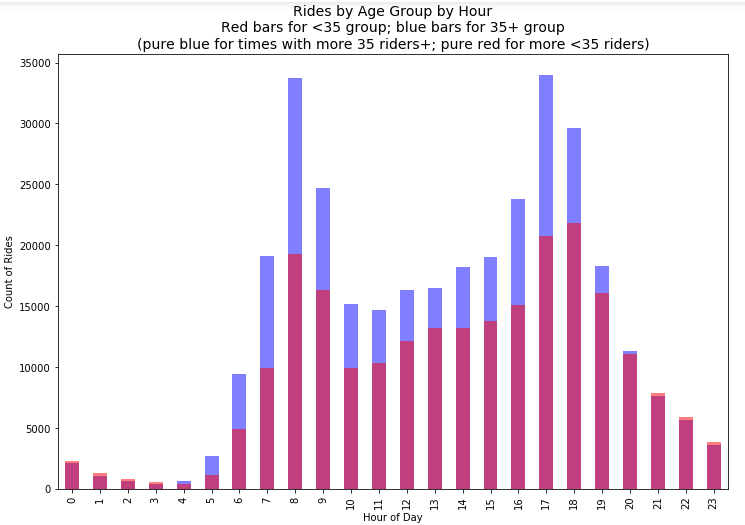 Rides by Age Group by Hour
Red bars for <35 group; blue bars for 35+ group
(pure blue for times with more 35 riders+; pure red for more <35 riders)
35000
30000
25000
20000
15000
10000
5000
0
Count of Rides
0 1 2 3 4 5 6 7 8 9 10 11 12 13 14 15 16 17 18 19 20 21 22 23
Hour of Day